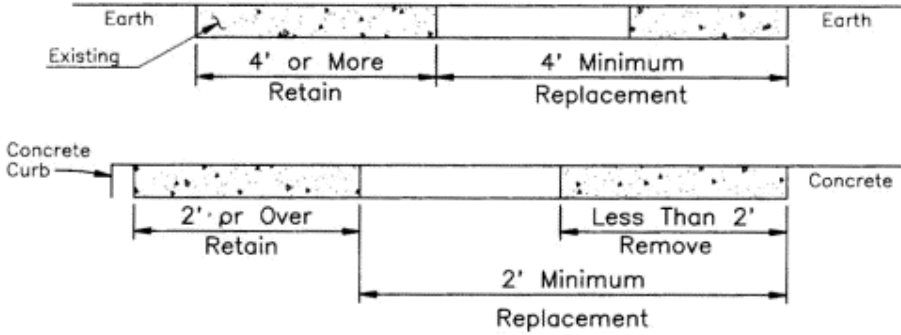 Earth
Earth
Existing
4' or More
4' Minimum
Retain
Replacement
Concrete
Curb
Concrete
2' or Over
Less Than 2'
Retain
Remove
2' Minimum
Replacement